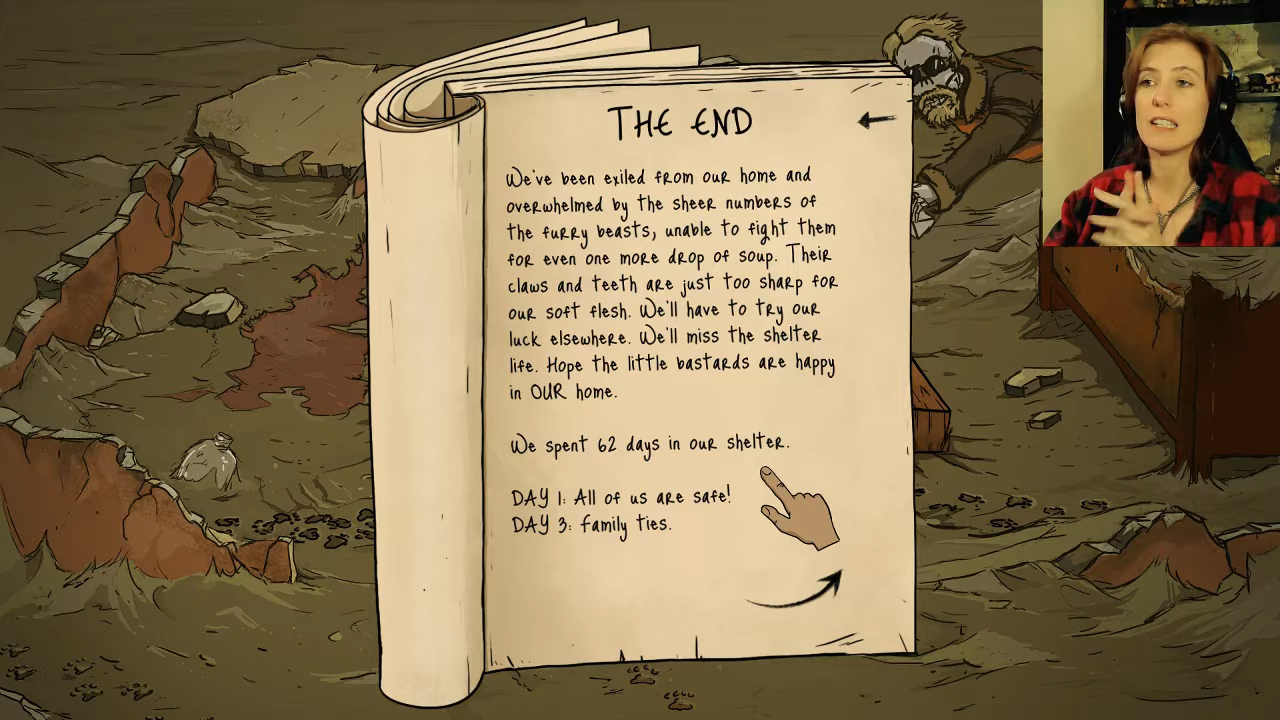 THE END
We've been exiled from our home and
overwhelmed by the sheer numbers of
the furry beasts, unable to fight them
for even one more drop of soup. Their
claws and teeth are just too sharp for
our soft flesh. We'll have to try our
luck elsewhere. We'll miss the shelter
life. Hope the little bastards are happy
in OUR home.
We spent 62 days in our shelter.
DAY 1: All of us are safe!
DAY 3: Family ties.